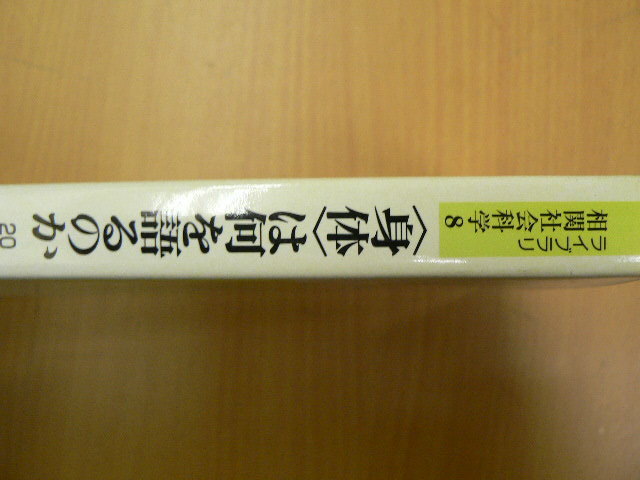 ライブラリ
相関社会科学 8
〈身体〉は何を語るのか
20